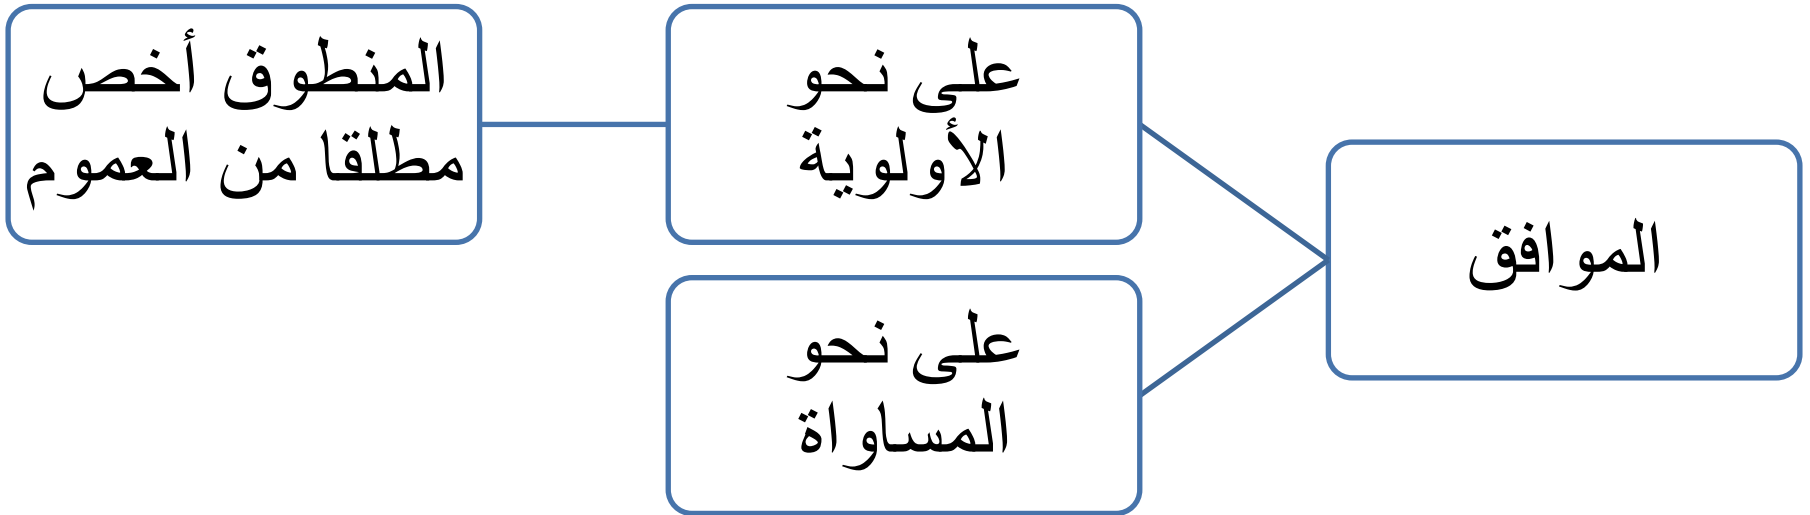 الموافق
على نحو
الأولوية
المنطوق أخص
مطلقا من العموم
على نحو
المساواة